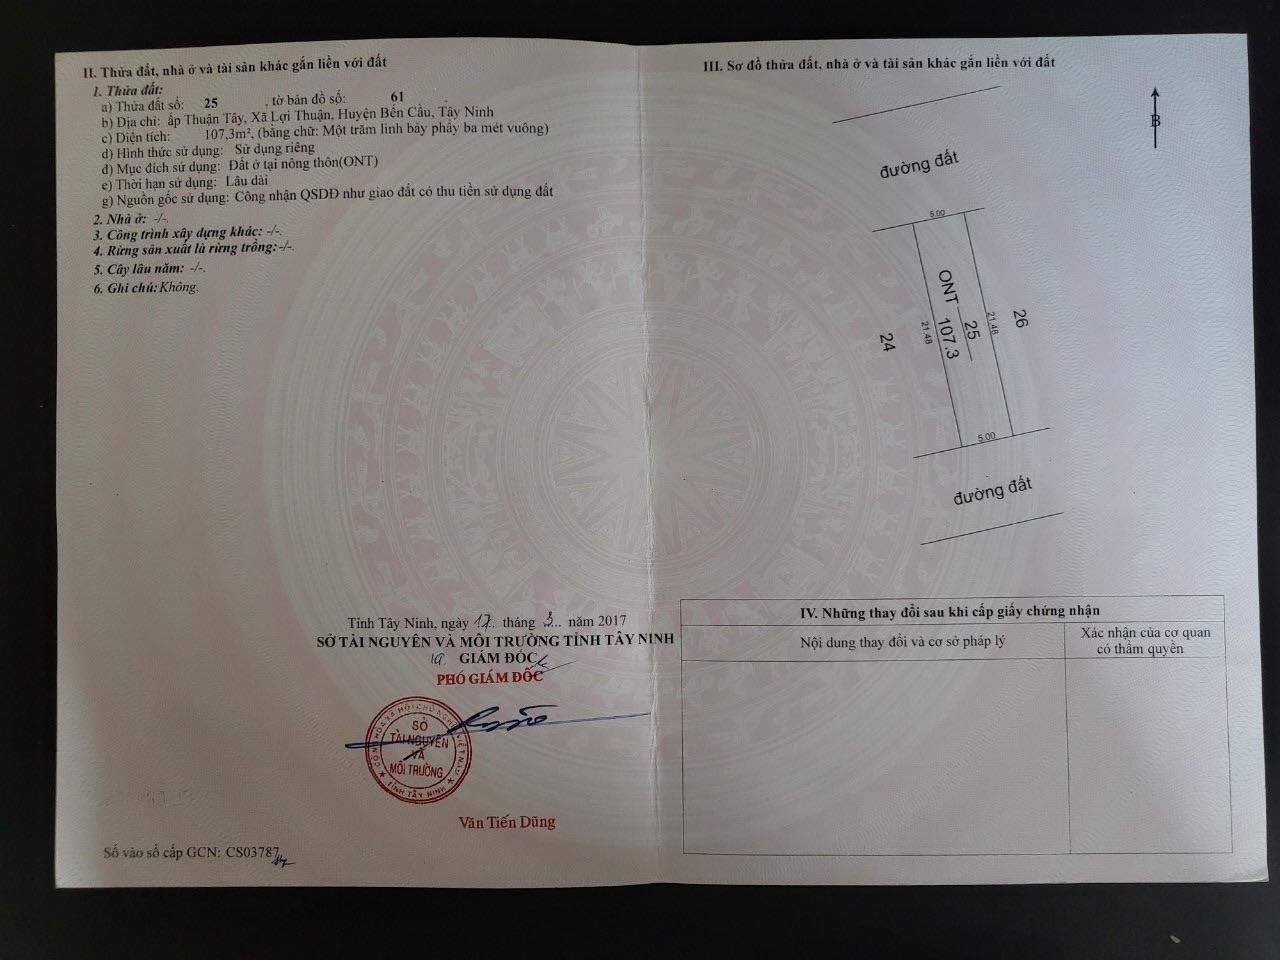 II. Thửa đất, nhà ở và tài sản khác gắn liền với đất
1. Thửa đất:
a) Thửa đất số: 25 , tờ bản đồ số: 61
b) Địa chỉ: ấp Thuận Tây, Xã Lợi Thuận, Huyện Bến Cầu, Tây Ninh
c) Diện tích: 107,3m², (bằng chữ: Một trăm linh bảy phẩy ba mét vuông)
d) Hình thức sử dụng: Sử dụng riêng
đ) Mục đích sử dụng: Đất ở tại nông thôn(ONT)
e) Thời hạn sử dụng: Lâu dài
g) Nguồn gốc sử dụng: Công nhận QSDĐ như giao đất có thu tiền sử dụng đất
2. Nhà ở: -/-.
3. Công trình xây dựng khác: -/-.
4. Rừng sản xuất là rừng trồng: -/-.
5. Cây lâu năm: -/-.
6. Ghi chú: Không.
Tỉnh Tây Ninh, ngày 17 tháng 3 năm 2017
SỞ TÀI NGUYÊN VÀ MÔI TRƯỜNG TỈNH TÂY NINH
GIÁM ĐỐC
PHÓ GIÁM ĐỐC
CỘNG HÒA XÃ HỘI CHỦ NGHĨA VIỆT NAM
SỞ
TÀI NGUYÊN
VÀ
MÔI TRƯỜNG
TỈNH TÂY NINH
Văn Tiến Dũng
Số vào sổ cấp GCN: CS03787
III. Sơ đồ thửa đất, nhà ở và tài sản khác gắn liền với đất
B
đường đất
5.00
ONT
25
107.3
21.48
21.48
24
26
5.00
đường đất
IV. Những thay đổi sau khi cấp giấy chứng nhận
Nội dung thay đổi và cơ sở pháp lý
Xác nhận của cơ quan
có thẩm quyền